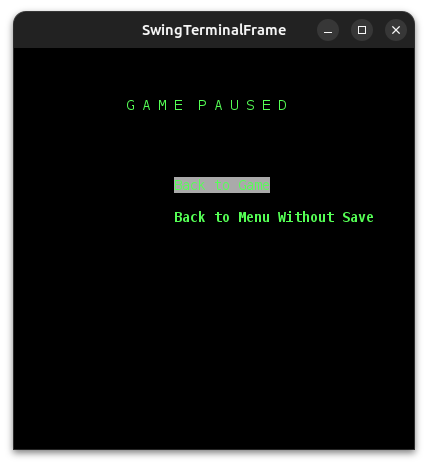 SwingTerminalFrame
G A M E  P A U S E D
Back to Game
Back to Menu Without Save